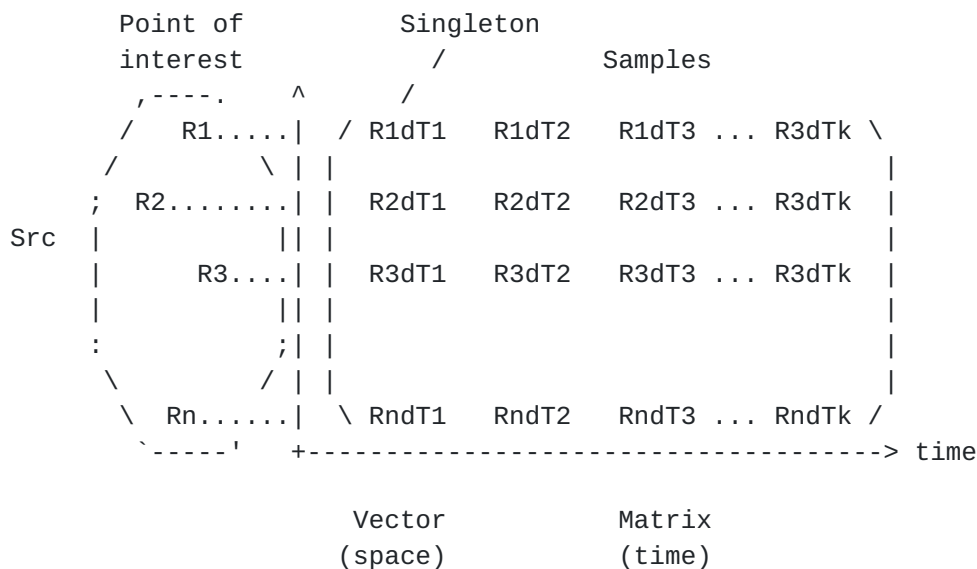 Point of Singleton
interest / Samples
,----. ^ /
/ R1.....| / R1dT1 R1dT2 R1dT3 ... R3dTk \
/ \ | | |
; R2........| | R2dT1 R2dT2 R2dT3 ... R3dTk |
Src | || | |
| R3....| | R3dT1 R3dT2 R3dT3 ... R3dTk |
| || | |
: ;| | |
\ / | | |
\ Rn......| \ RndT1 RndT2 RndT3 ... RndTk /
`-----' +-------------------------------------> time
Vector Matrix
(space) (time)